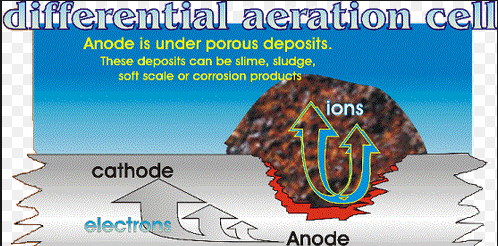 differential aeration cell
Anode is under porous deposits.
These deposits can be slime, sludge,
soft scale or corrosion products
ions
cathode
electrons
Anode